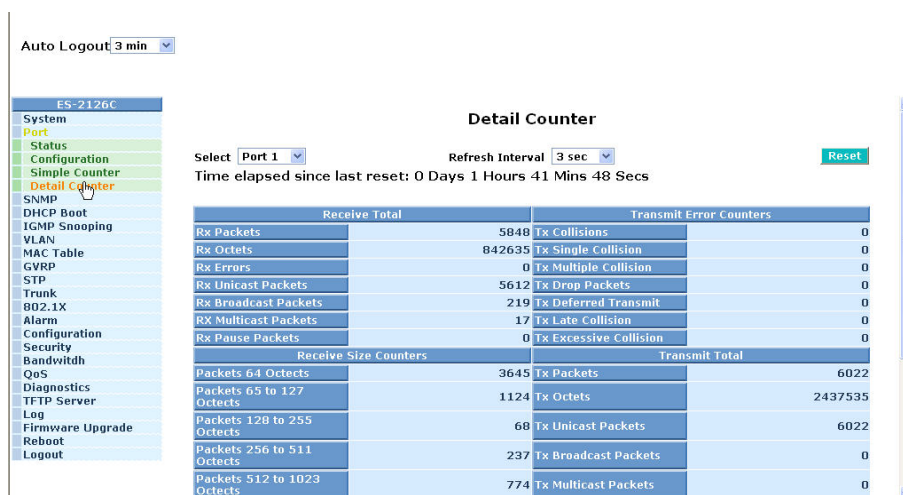 Auto Logout 3 min
ES-2126C
System
Port
Status
Configuration
Simple Counter
Detail Counter
SNMP
DHCP Boot
IGMP Snooping
VLAN
MAC Table
GVRP
STP
Trunk
802.1X
Alarm
Configuration
Security
Bandwitdh
QoS
Diagnostics
TFTP Server
Log
Firmware Upgrade
Reboot
Logout
Detail Counter
Select Port 1 Refresh Interval 3 sec Reset
Time elapsed since last reset: 0 Days 1 Hours 41 Mins 48 Secs
Receive Total Transmit Error Counters
Rx Packets 5848 Tx Collisions 0
Rx Octets 842635 Tx Single Collision 0
Rx Errors 0 Tx Multiple Collision 0
Rx Unicast Packets 5612 Tx Drop Packets 0
Rx Broadcast Packets 219 Tx Deferred Transmit 0
RX Multicast Packets 17 Tx Late Collision 0
Rx Pause Packets 0 Tx Excessive Collision 0
Receive Size Counters Transmit Total
Packets 64 Octects 3645 Tx Packets 6022
Packets 65 to 127
Octects 1124 Tx Octets 2437535
Packets 128 to 255
Octects 68 Tx Unicast Packets 6022
Packets 256 to 511
Octects 237 Tx Broadcast Packets 0
Packets 512 to 1023
Octects 774 Tx Multicast Packets 0